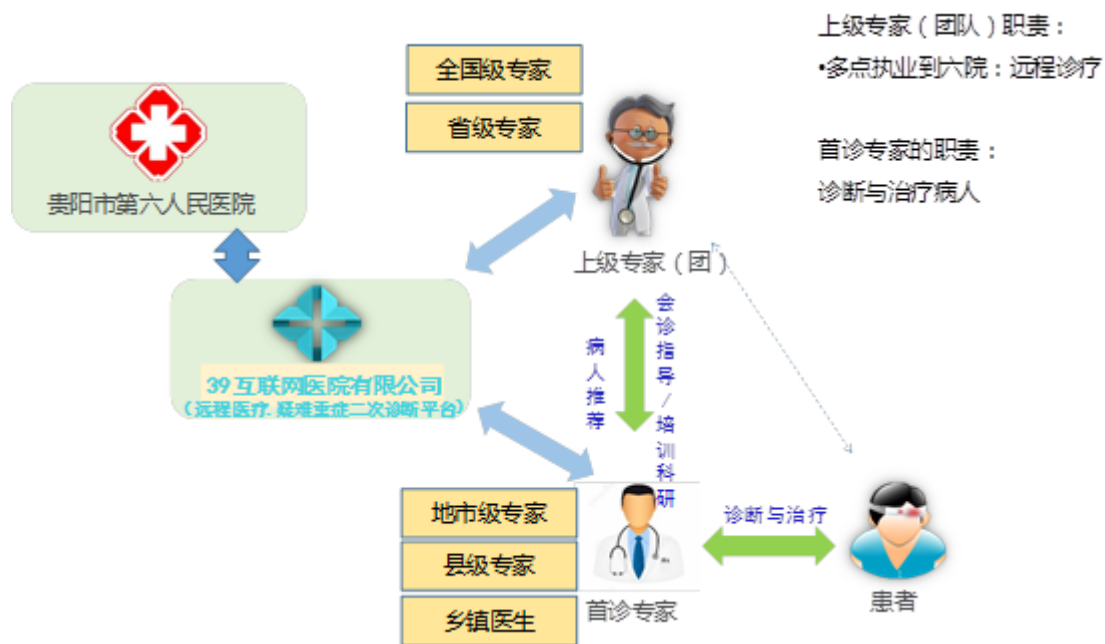 全国级专家
省级专家
上级专家（团队）职责：
•多点执业到六院：远程诊疗
首诊专家的职责：
诊断与治疗病人
贵阳市第六人民医院
上级专家（团）
39互联网医院有限公司
（远程医疗.疑难重症二次诊断平台）
病人推荐
会诊指导/培训科研
地市级专家
县级专家
乡镇医生
首诊专家
诊断与治疗
患者